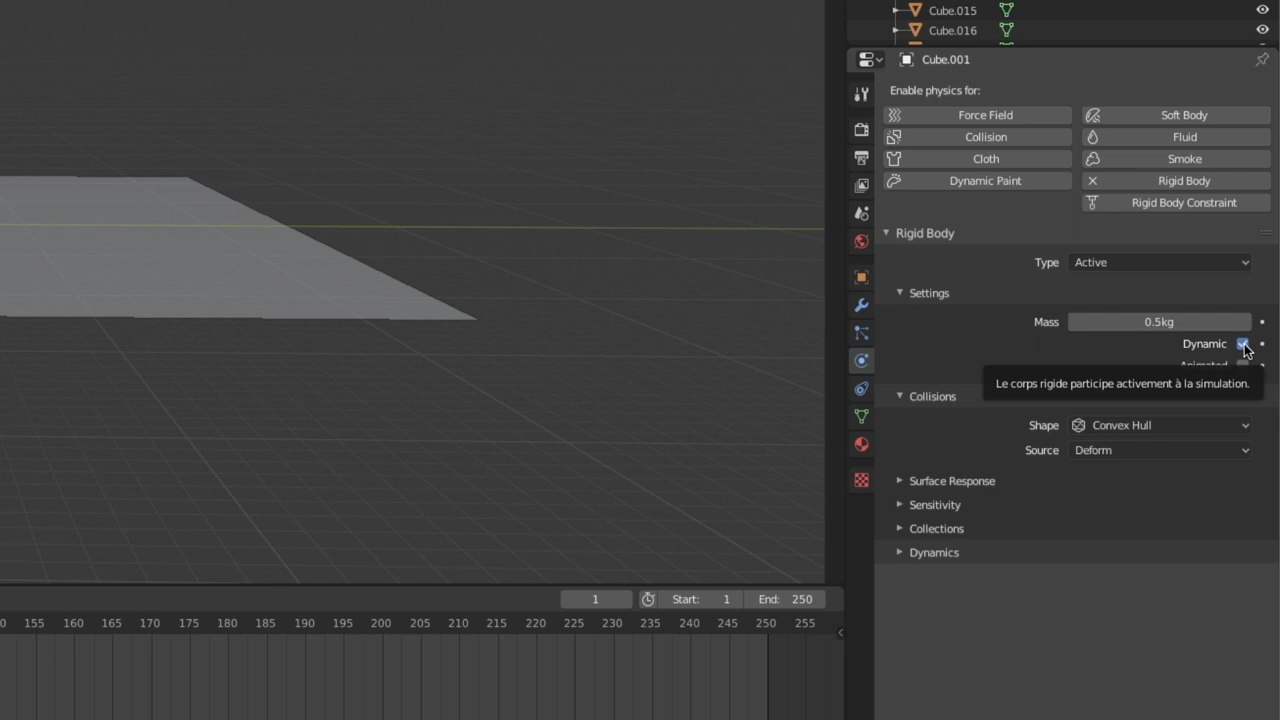 Cube.015
Cube.016
Cube.001
Enable physics for:
Force Field Soft Body
Collision Fluid
Cloth Smoke
Dynamic Paint Rigid Body
Rigid Body Constraint
Rigid Body
Type Active
Settings
Mass 0.5kg
Dynamic
Animated
Le corps rigide participe activement à la simulation.
Collisions
Shape Convex Hull
Source Deform
Surface Response
Sensitivity
Collections
Dynamics
1 Start: 1 End: 250
155 160 165 170 175 180 185 190 195 200 205 210 215 220 225 230 235 240 245 250 255